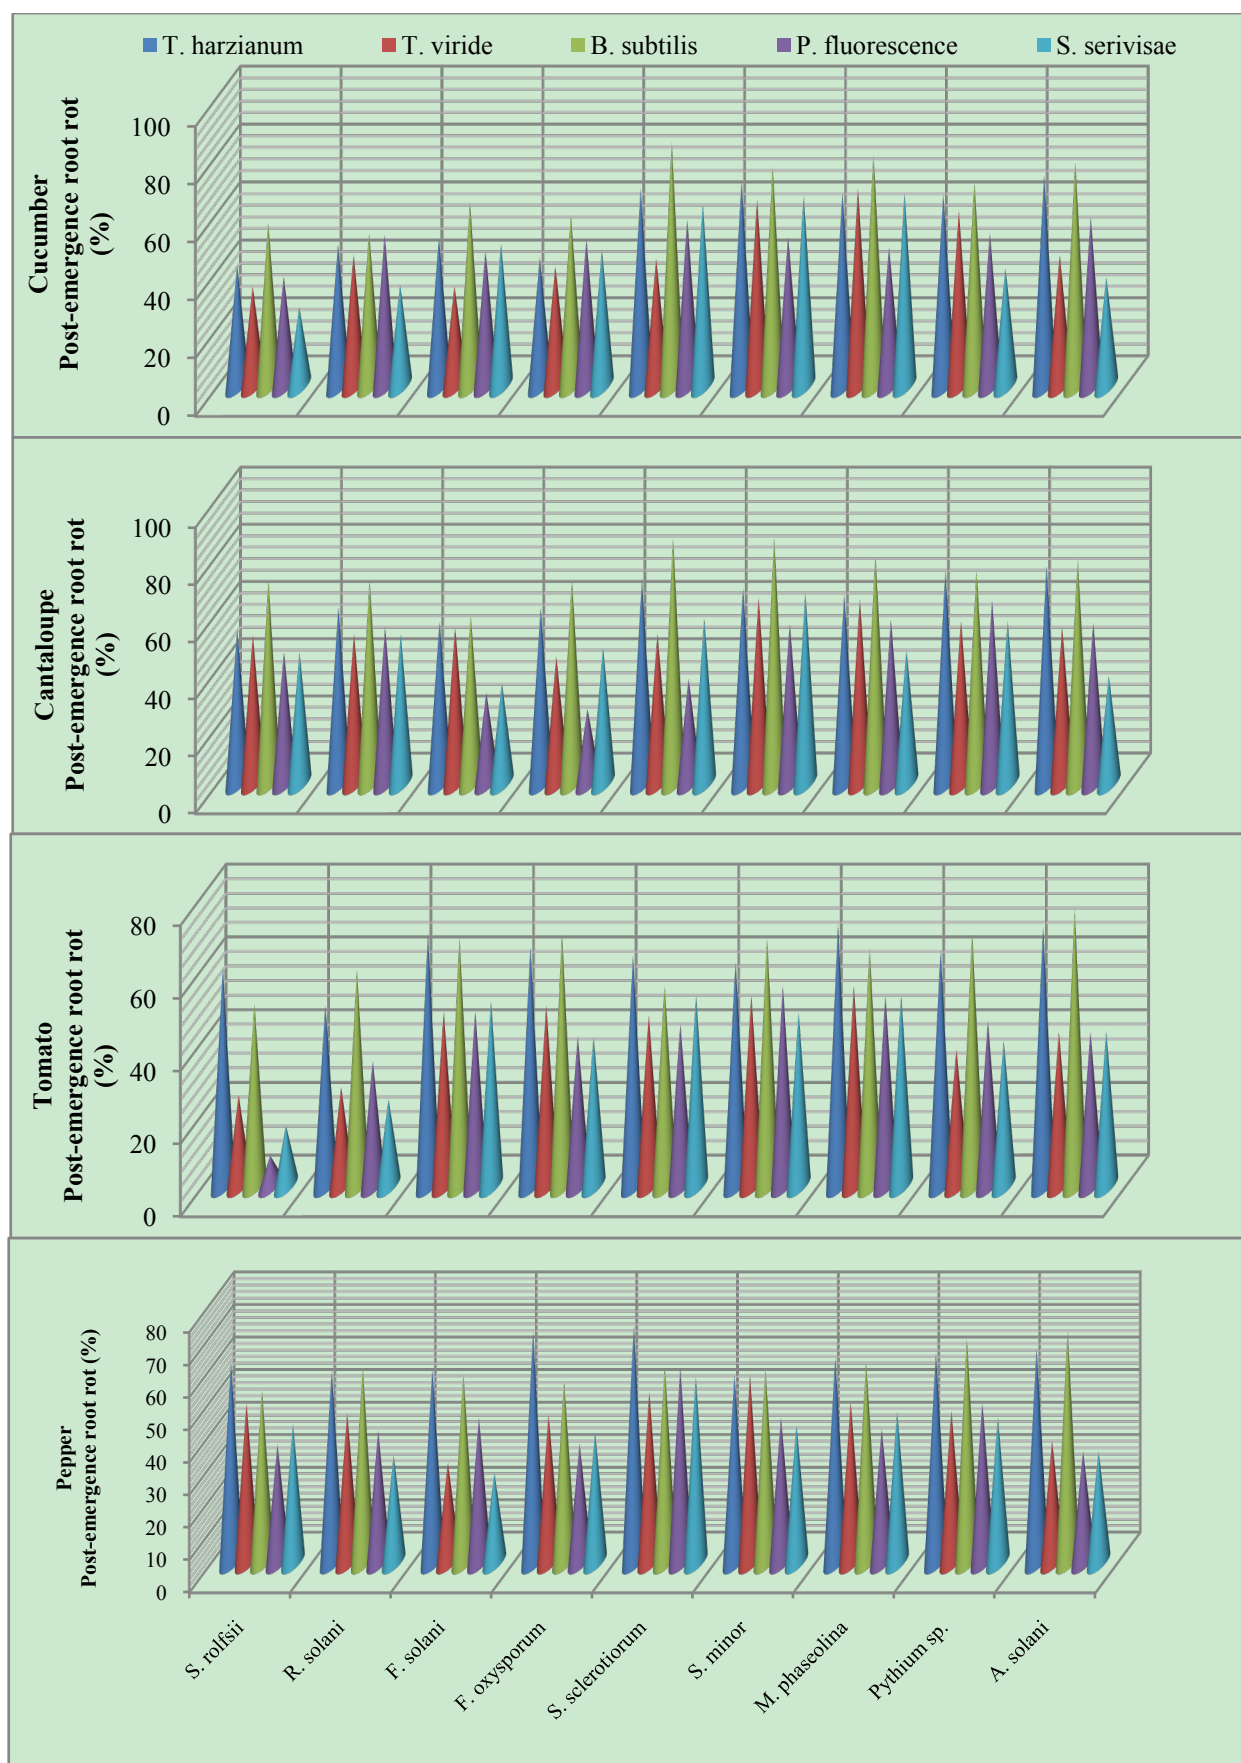 T. harzianum T. viride B. subtilis P. fluorescence S. serivisae
Cucumber
Post-emergence root rot
(%)
100
80
60
40
20
0
Cantaloupe
Post-emergence root rot
(%)
100
80
60
40
20
0
Tomato
Post-emergence root rot
(%)
80
60
40
20
0
Pepper
Post-emergence root rot (%)
80
70
60
50
40
30
20
10
0
S. rolfsii
R. solani
F. solani
F. oxysporum
S. sclerotiorum
S. minor
M. phaseolina
Pythium sp.
A. solani